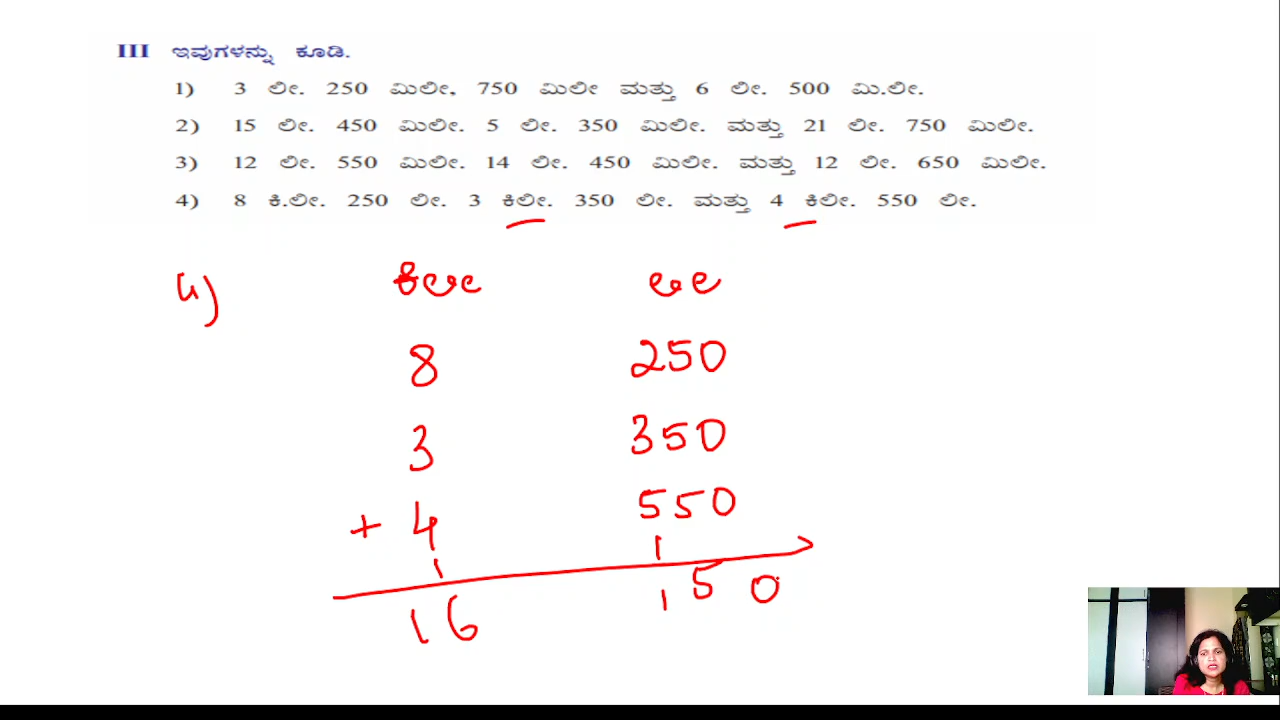 III ಇವುಗಳನ್ನು ಕೂಡಿ.
1) 3 ಲೀ. 250 ಮಿಲೀ, 750 ಮಿಲೀ ಮತ್ತು 6 ಲೀ. 500 ಮಿ.ಲೀ.
2) 15 ಲೀ. 450 ಮಿಲೀ. 5 ಲೀ. 350 ಮಿಲೀ. ಮತ್ತು 21 ಲೀ. 750 ಮಿಲೀ.
3) 12 ಲೀ. 550 ಮಿಲೀ. 14 ಲೀ. 450 ಮಿಲೀ. ಮತ್ತು 12 ಲೀ. 650 ಮಿಲೀ.
4) 8 ಕಿ.ಲೀ. 250 ಲೀ. 3 ಕಿಲೀ. 350 ಲೀ. ಮತ್ತು 4 ಕಿಲೀ. 550 ಲೀ.
4) ಕಿಲೀ ಲೀ
8 250
3 350
+ 4 550
1 1
16 150